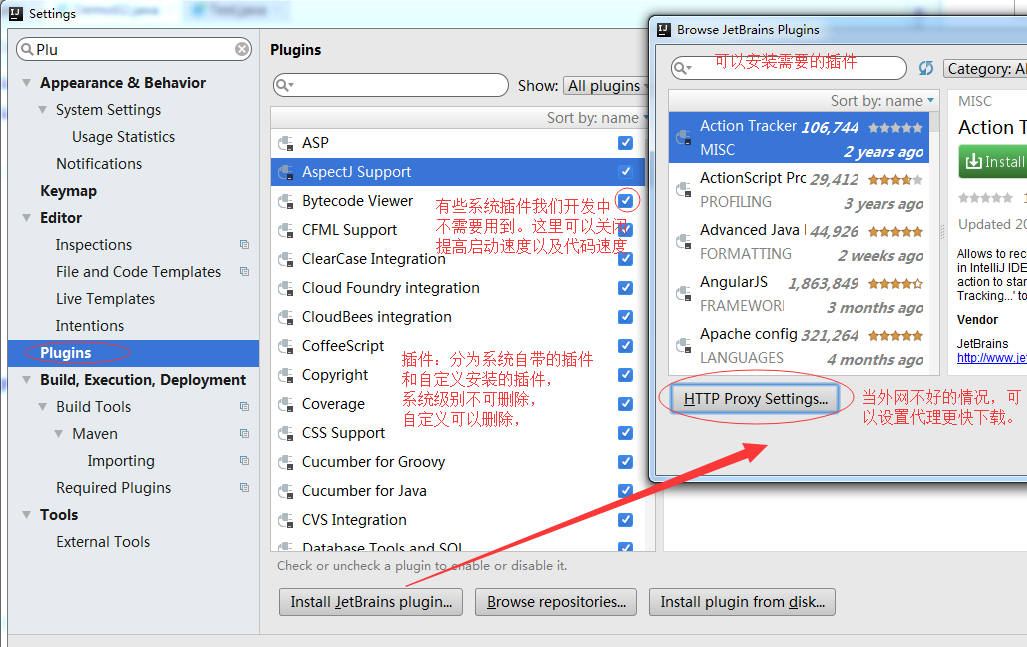 Settings
Plu
Appearance & Behavior
System Settings
Usage Statistics
Notifications
Keymap
Editor
Inspections
File and Code Templates
Live Templates
Intentions
Plugins
Build, Execution, Deployment
Build Tools
Maven
Importing
Required Plugins
Tools
External Tools
Plugins
Show: All plugins
Sort by: name
ASP
AspectJ Support
Bytecode Viewer
CFML Support
ClearCase Integration
Cloud Foundry integration
CloudBees integration
CoffeeScript
Copyright
Coverage
CSS Support
Cucumber for Groovy
Cucumber for Java
CVS Integration
Database Tools and SQL
有些系统插件我们开发中
不需要用到。这里可以关闭
提高启动速度以及代码速度
插件：分为系统自带的插件
和自定义安装的插件，
系统级别不可删除，
自定义可以删除，
Check or uncheck a plugin to enable or disable it.
Install JetBrains plugin...
Browse repositories...
Install plugin from disk...
Browse JetBrains Plugins
可以安装需要的插件
Category: Al
Sort by: name
Action Tracker 106,744
MISC 2 years ago
ActionScript Prc 29,412
PROFILING 3 years ago
Advanced Java 44,926
FORMATTING 2 weeks ago
AngularJS 1,863,849
FRAMEWORI 3 months ago
Apache config 321,264
LANGUAGES 4 months ago
HTTP Proxy Settings...
当外网不好的情况，可
以设置代理更快下载。
MISC
Action T
Install
Updated 20
Allows to rec
in IntelliJ IDE
action to star
Tracking...' to
Vendor
JetBrains
http://www.je